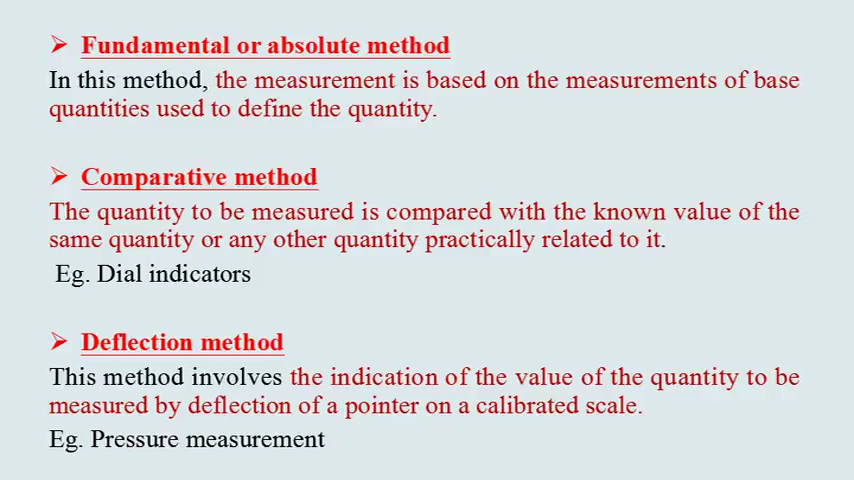 ➢ Fundamental or absolute method
In this method, the measurement is based on the measurements of base
quantities used to define the quantity.
➢ Comparative method
The quantity to be measured is compared with the known value of the
same quantity or any other quantity practically related to it.
Eg. Dial indicators
➢ Deflection method
This method involves the indication of the value of the quantity to be
measured by deflection of a pointer on a calibrated scale.
Eg. Pressure measurement